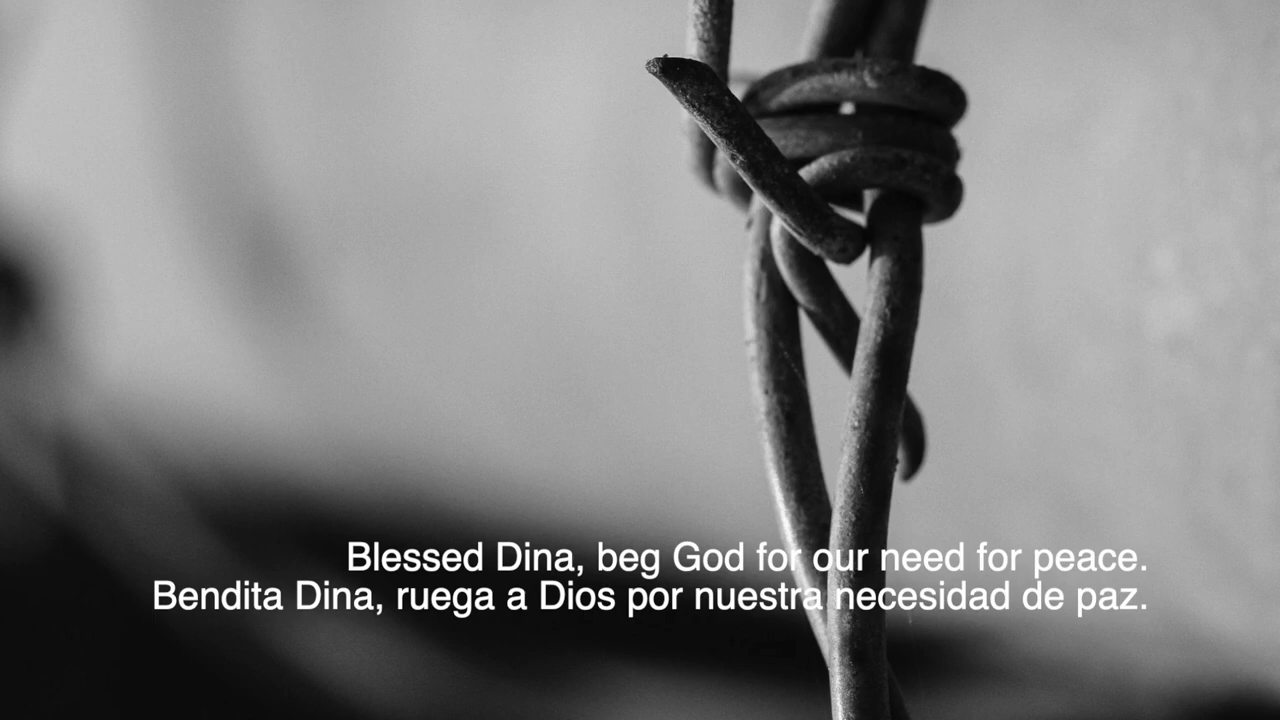 Blessed Dina, beg God for our need for peace.
Bendita Dina, ruega a Dios por nuestra necesidad de paz.